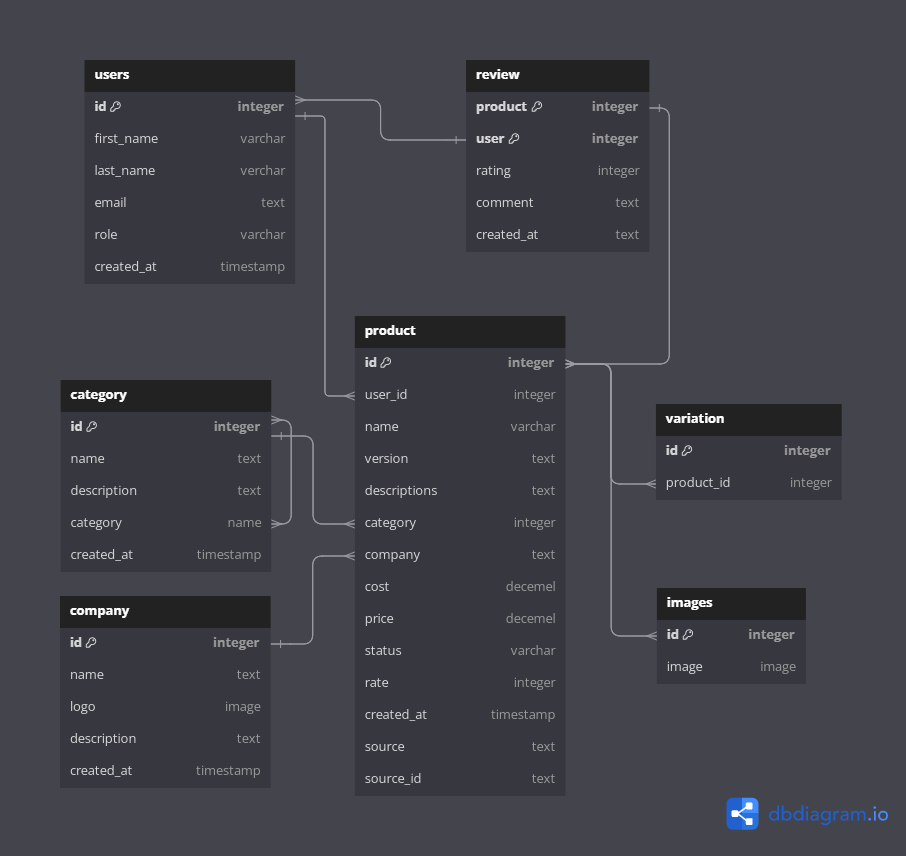 users
id integer
first_name varchar
last_name verchar
email text
role varchar
created_at timestamp
review
product integer
user integer
rating integer
comment text
created_at text
product
id integer
user_id integer
name varchar
version text
descriptions text
category integer
company text
cost decemel
price decemel
status varchar
rate integer
created_at timestamp
source text
source_id text
category
id integer
name text
description text
category name
created_at timestamp
variation
id integer
product_id integer
company
id integer
name text
logo image
description text
created_at timestamp
images
id integer
image image
dbdiagram.io